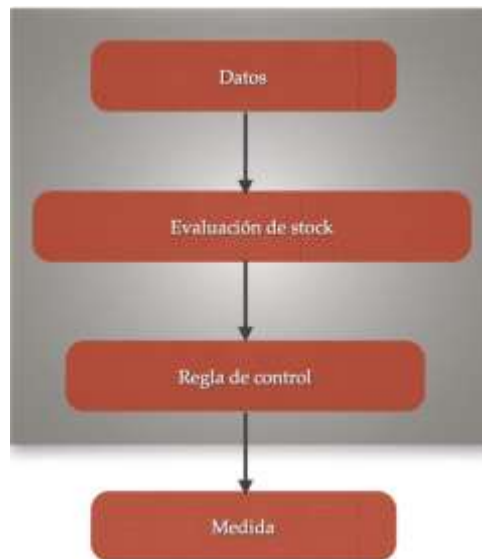 Datos
Evaluación de stock
Regla de control
Medida